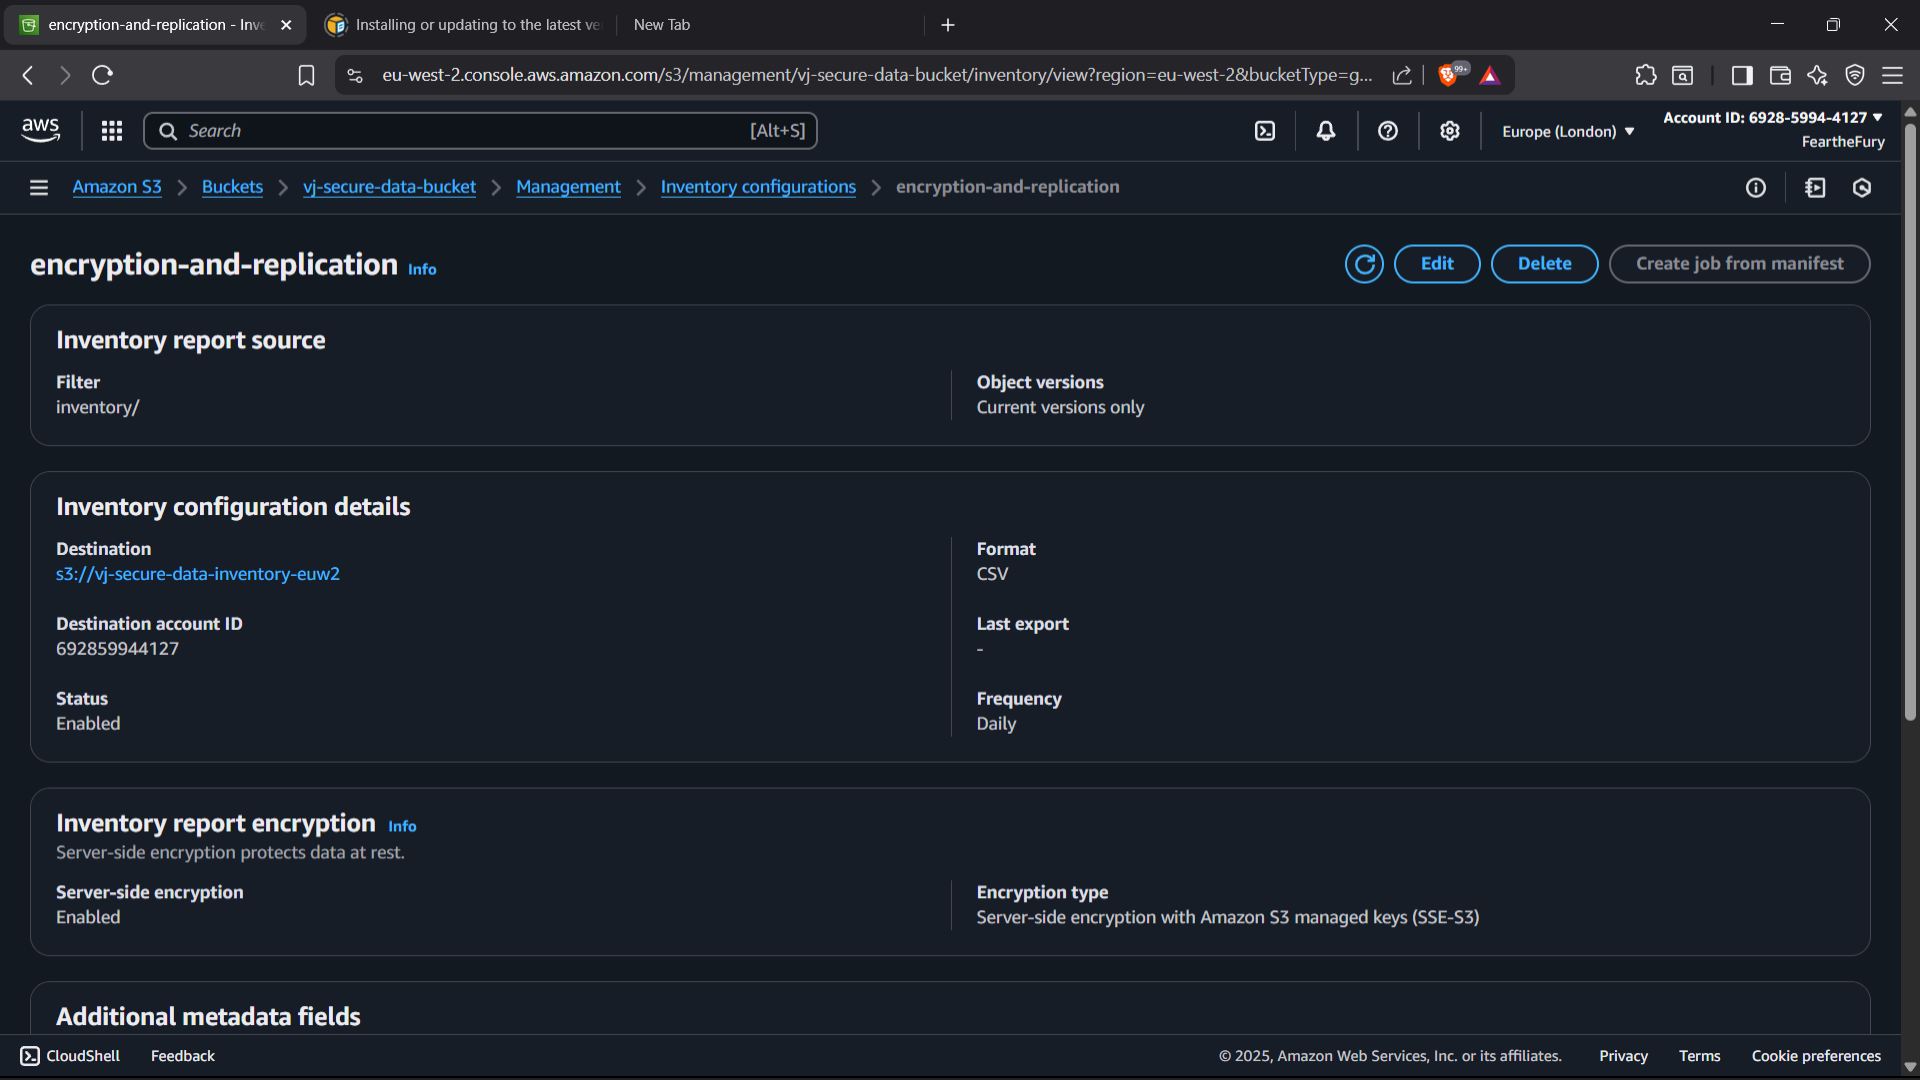 encryption-and-replication - Inve
Installing or updating to the latest ve
New Tab
eu-west-2.console.aws.amazon.com/s3/management/vj-secure-data-bucket/inventory/view?region=eu-west-2&bucketType=g...
99+
aws
Search
[Alt+S]
Europe (London)
Account ID: 6928-5994-4127
FeartheFury
Amazon S3
Buckets
vj-secure-data-bucket
Management
Inventory configurations
encryption-and-replication
encryption-and-replication Info
Edit
Delete
Create job from manifest
Inventory report source
Filter
inventory/
Object versions
Current versions only
Inventory configuration details
Destination
s3://vj-secure-data-inventory-euw2
Destination account ID
692859944127
Status
Enabled
Format
CSV
Last export
-
Frequency
Daily
Inventory report encryption Info
Server-side encryption protects data at rest.
Server-side encryption
Enabled
Encryption type
Server-side encryption with Amazon S3 managed keys (SSE-S3)
Additional metadata fields
CloudShell
Feedback
© 2025, Amazon Web Services, Inc. or its affiliates.
Privacy
Terms
Cookie preferences